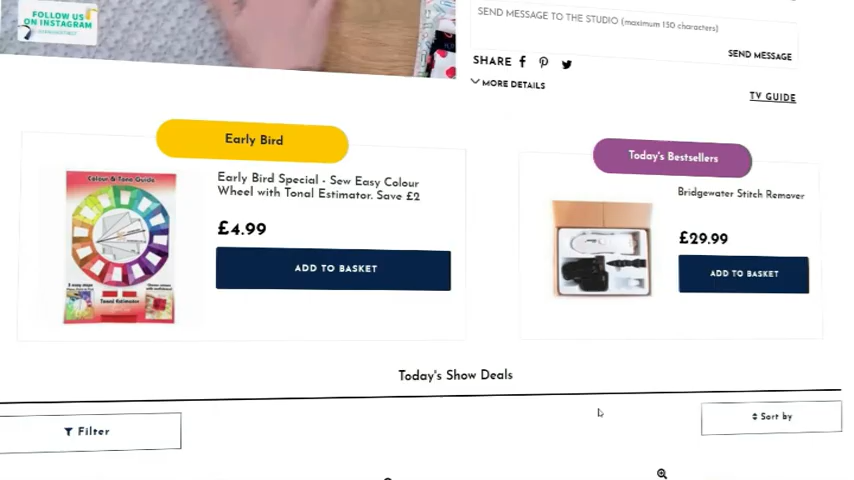 FOLLOW US
ON INSTAGRAM
SEND MESSAGE TO THE STUDIO (maximum 150 characters)
SEND MESSAGE
SHARE
MORE DETAILS
TV GUIDE
Early Bird
Today's Bestsellers
Colour & Tone Guide
Early Bird Special - Sew Easy Colour
Wheel with Tonal Estimator. Save £2
£4.99
ADD TO BASKET
Tonal Estimator
Bridgewater Stitch Remover
£29.99
ADD TO BASKET
Today's Show Deals
Filter
Sort by